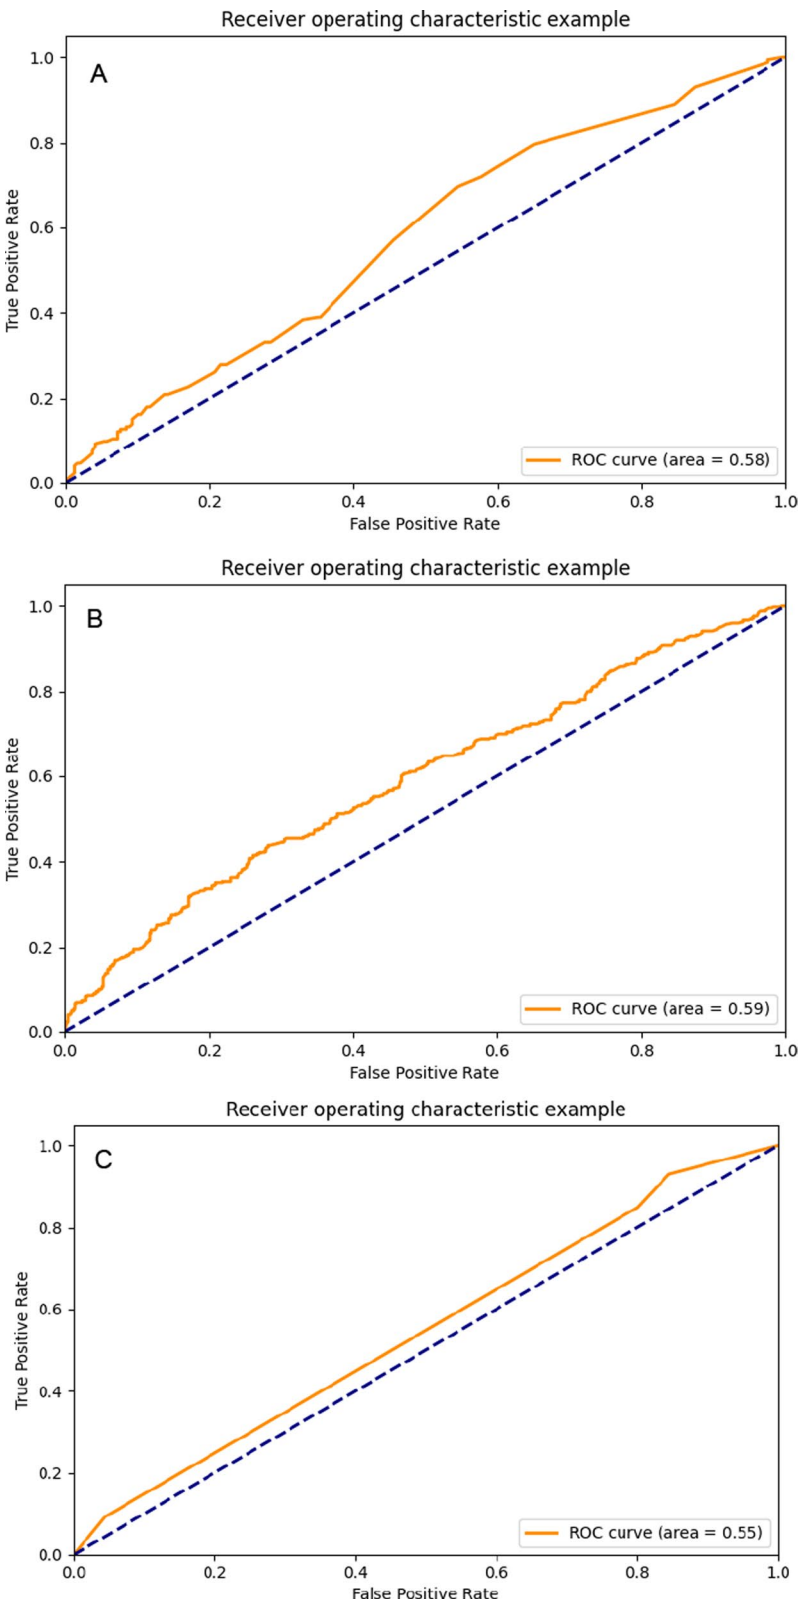 Receiver operating characteristic example
A
1.0
0.8
0.6
0.4
0.2
0.0
True Positive Rate
ROC curve (area = 0.58)
0.0 0.2 0.4 0.6 0.8 1.0
False Positive Rate
Receiver operating characteristic example
B
1.0
0.8
0.6
0.4
0.2
0.0
True Positive Rate
ROC curve (area = 0.59)
0.0 0.2 0.4 0.6 0.8 1.0
False Positive Rate
Receiver operating characteristic example
C
1.0
0.8
0.6
0.4
0.2
0.0
True Positive Rate
ROC curve (area = 0.55)
0.0 0.2 0.4 0.6 0.8 1.0
False Positive Rate